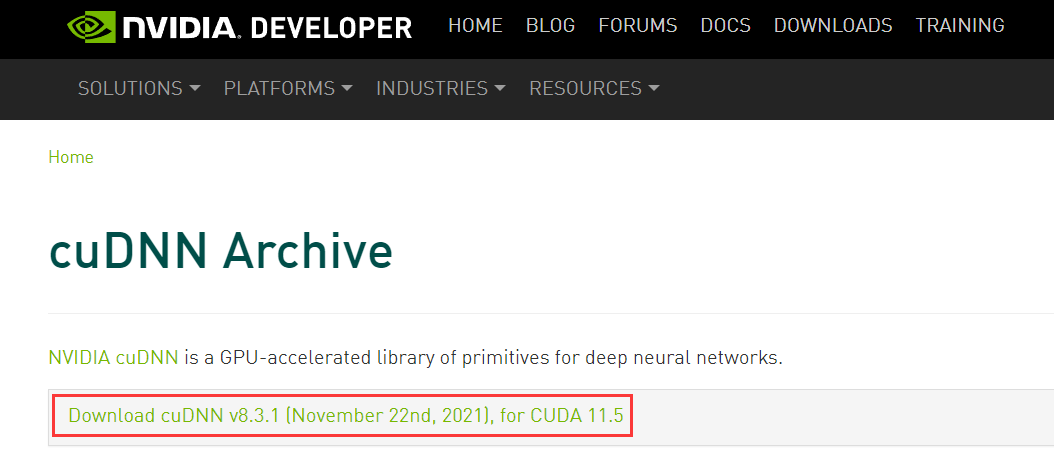 NVIDIA. DEVELOPER HOME BLOG FORUMS DOCS DOWNLOADS TRAINING
SOLUTIONS PLATFORMS INDUSTRIES RESOURCES
Home
cuDNN Archive
NVIDIA cuDNN is a GPU-accelerated library of primitives for deep neural networks.
Download cuDNN v8.3.1 (November 22nd, 2021), for CUDA 11.5